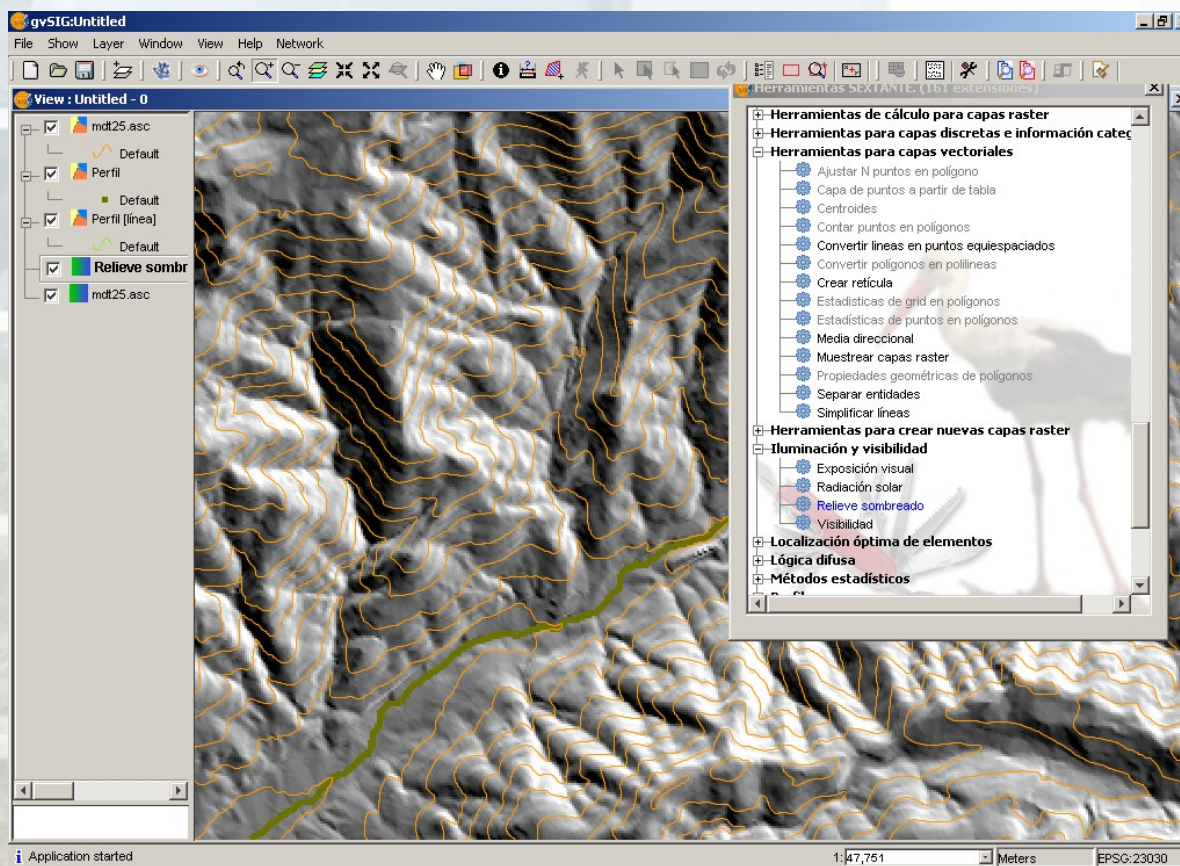 gvSIG:Untitled
File Show Layer Window View Help Network
View : Untitled - 0
mdt25.asc
Default
Perfil
Default
Perfil [línea]
Default
Relieve sombr
mdt25.asc
Herramientas SEXTANTE. (161 extensiones)
Herramientas de cálculo para capas raster
Herramientas para capas discretas e información categ
Herramientas para capas vectoriales
Ajustar N puntos en polígono
Capa de puntos a partir de tabla
Centroides
Contar puntos en polígonos
Convertir lineas en puntos equiespaciados
Convertir polígonos en polilineas
Crear retícula
Estadisticas de grid en polígonos
Estadísticas de puntos en polígonos
Media direccional
Muestrear capas raster
Propiedades geométricas de polígonos
Separar entidades
Simplificar líneas
Herramientas para crear nuevas capas raster
Iluminación y visibilidad
Exposición visual
Radiación solar
Relieve sombreado
Visibilidad
Localización óptima de elementos
Lógica difusa
Métodos estadísticos
Application started
1: 47,751
Meters
EPSG:23030